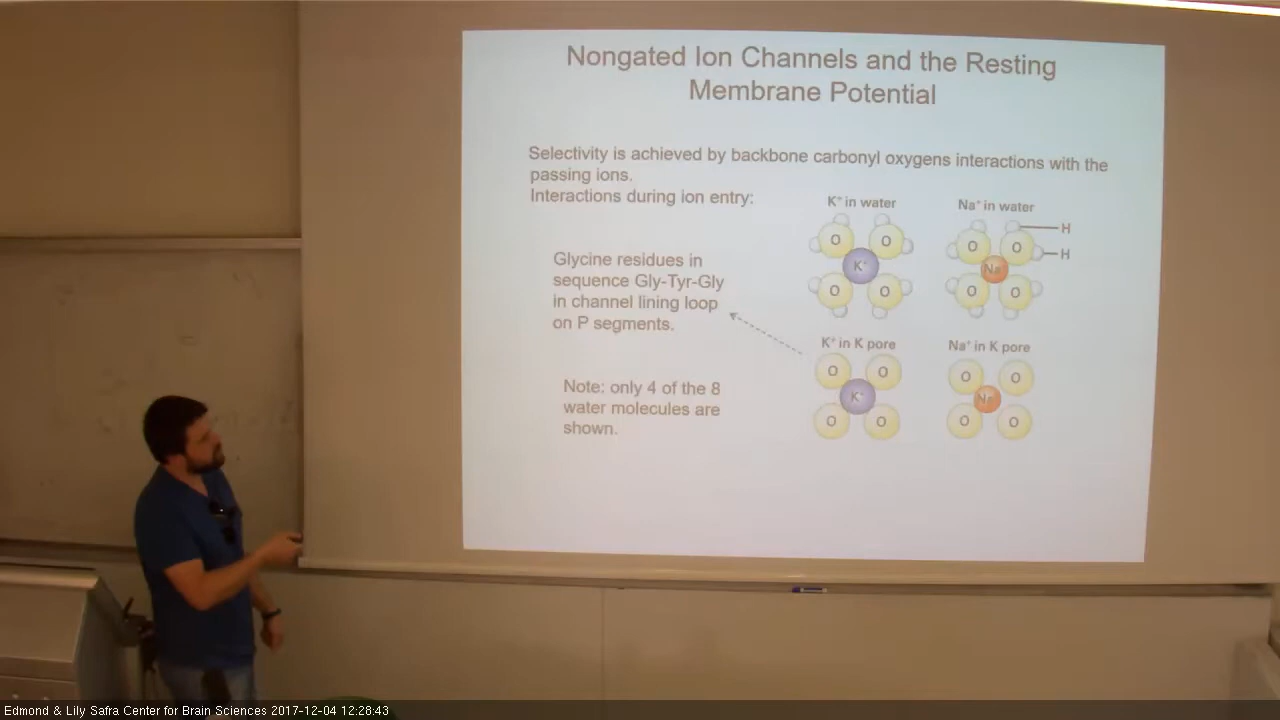 Nongated Ion Channels and the Resting
Membrane Potential
Selectivity is achieved by backbone carbonyl oxygens interactions with the
passing ions.
Interactions during ion entry:
K⁺ in water
Na⁺ in water
O O H
K⁺
O O
O O H
Na
O O
Glycine residues in
sequence Gly-Tyr-Gly
in channel lining loop
on P segments.
K⁺ in K pore
Na⁺ in K pore
O O
K⁺
O O
O O
Na
O O
Note: only 4 of the 8
water molecules are
shown.
Edmond & Lily Safra Center for Brain Sciences 2017-12-04 12:28:43